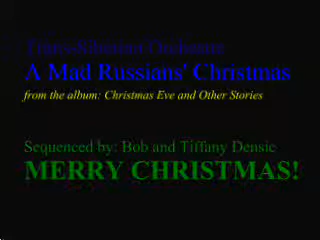 Trans-Siberian Orchestra
A Mad Russians' Christmas
from the album: Christmas Eve and Other Stories
Sequenced by: Bob and Tiffany Densic
MERRY CHRISTMAS!